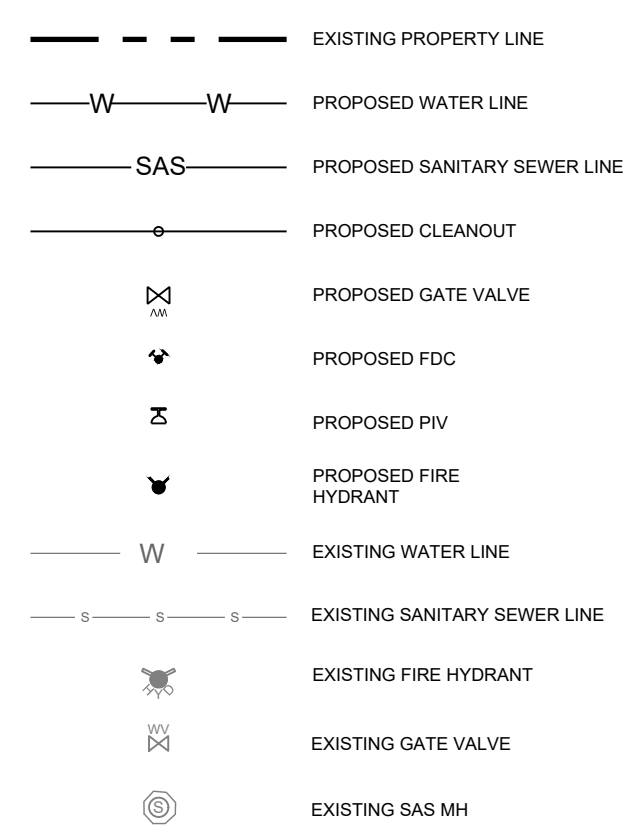 EXISTING PROPERTY LINE
W W PROPOSED WATER LINE
SAS PROPOSED SANITARY SEWER LINE
PROPOSED CLEANOUT
PROPOSED GATE VALVE
WV
PROPOSED FDC
PROPOSED PIV
PROPOSED FIRE
HYDRANT
W EXISTING WATER LINE
S S S EXISTING SANITARY SEWER LINE
EXISTING FIRE HYDRANT
HYD
WV
EXISTING GATE VALVE
S EXISTING SAS MH